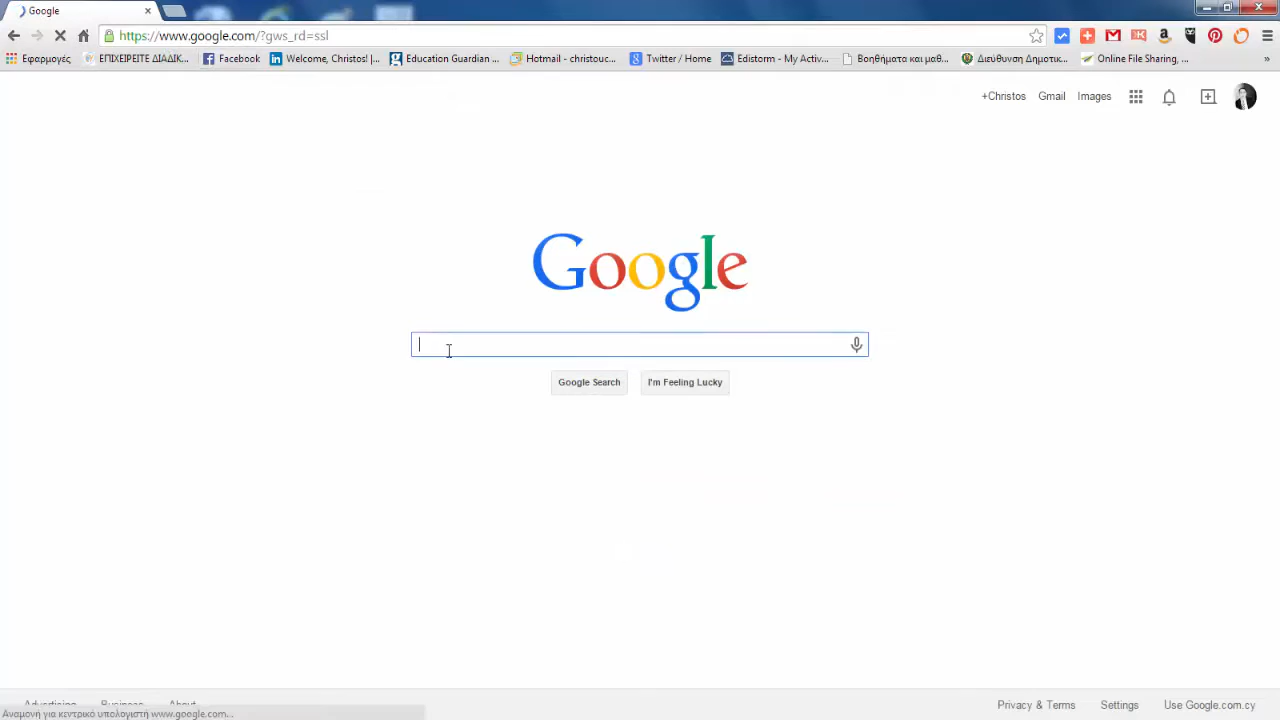 Google
https://www.google.com/?gws_rd=ssl
Εφαρμογές ΕΠΙΧΕΙΡΕΙΤΕ ΔΙΑΔΙΚ... Facebook Welcome, Christos! |... Education Guardian ... Hotmail - christouc... Twitter / Home Edistorm - My Activ... Βοηθήματα και μαθ... Διεύθυνση Δημοτικ... Online File Sharing, ... »
+Christos Gmail Images
Google
Google Search I'm Feeling Lucky
Advertising Business About Privacy & Terms Settings Use Google.com.cy
Αναμονή για κεντρικό υπολογιστή www.google.com...